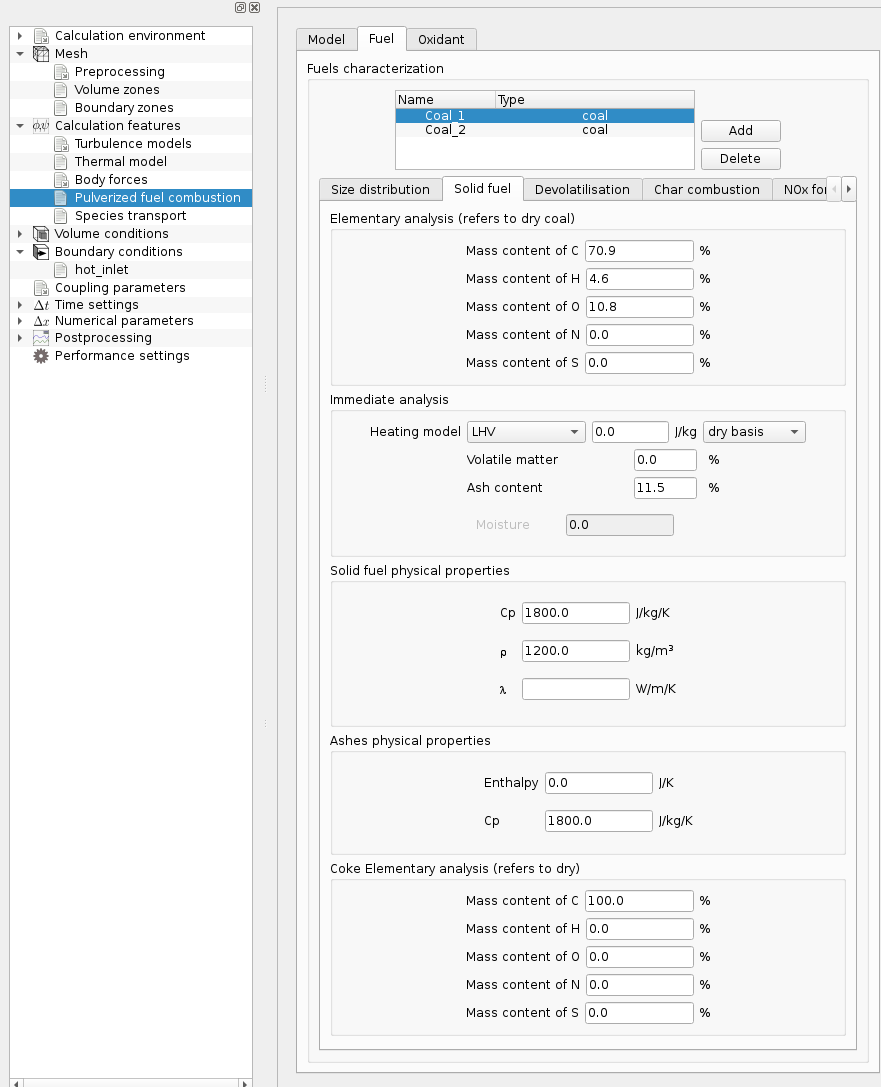 Calculation environment
Mesh
Preprocessing
Volume zones
Boundary zones
Calculation features
Turbulence models
Thermal model
Body forces
Pulverized fuel combustion
Species transport
Volume conditions
Boundary conditions
hot_inlet
Coupling parameters
Δt Time settings
Δx Numerical parameters
Postprocessing
Performance settings
Model Fuel Oxidant
Fuels characterization
Name Type
Coal_1 coal
Coal_2 coal
Add
Delete
Size distribution Solid fuel Devolatilisation Char combustion NOx for
Elementary analysis (refers to dry coal)
Mass content of C 70.9 %
Mass content of H 4.6 %
Mass content of O 10.8 %
Mass content of N 0.0 %
Mass content of S 0.0 %
Immediate analysis
Heating model LHV 0.0 J/kg dry basis
Volatile matter 0.0 %
Ash content 11.5 %
Moisture 0.0
Solid fuel physical properties
Cp 1800.0 J/kg/K
ρ 1200.0 kg/m³
λ W/m/K
Ashes physical properties
Enthalpy 0.0 J/K
Cp 1800.0 J/kg/K
Coke Elementary analysis (refers to dry)
Mass content of C 100.0 %
Mass content of H 0.0 %
Mass content of O 0.0 %
Mass content of N 0.0 %
Mass content of S 0.0 %